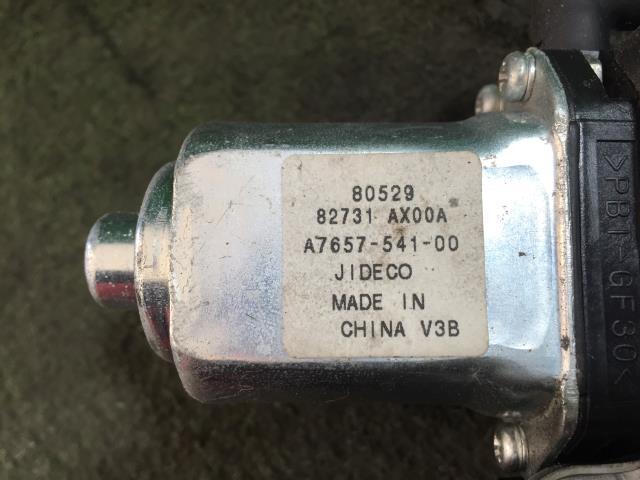 80529
82731 AX00A
A7657-541-00
JIDECO
MADE IN
CHINA V3B
>PBT-GF30<